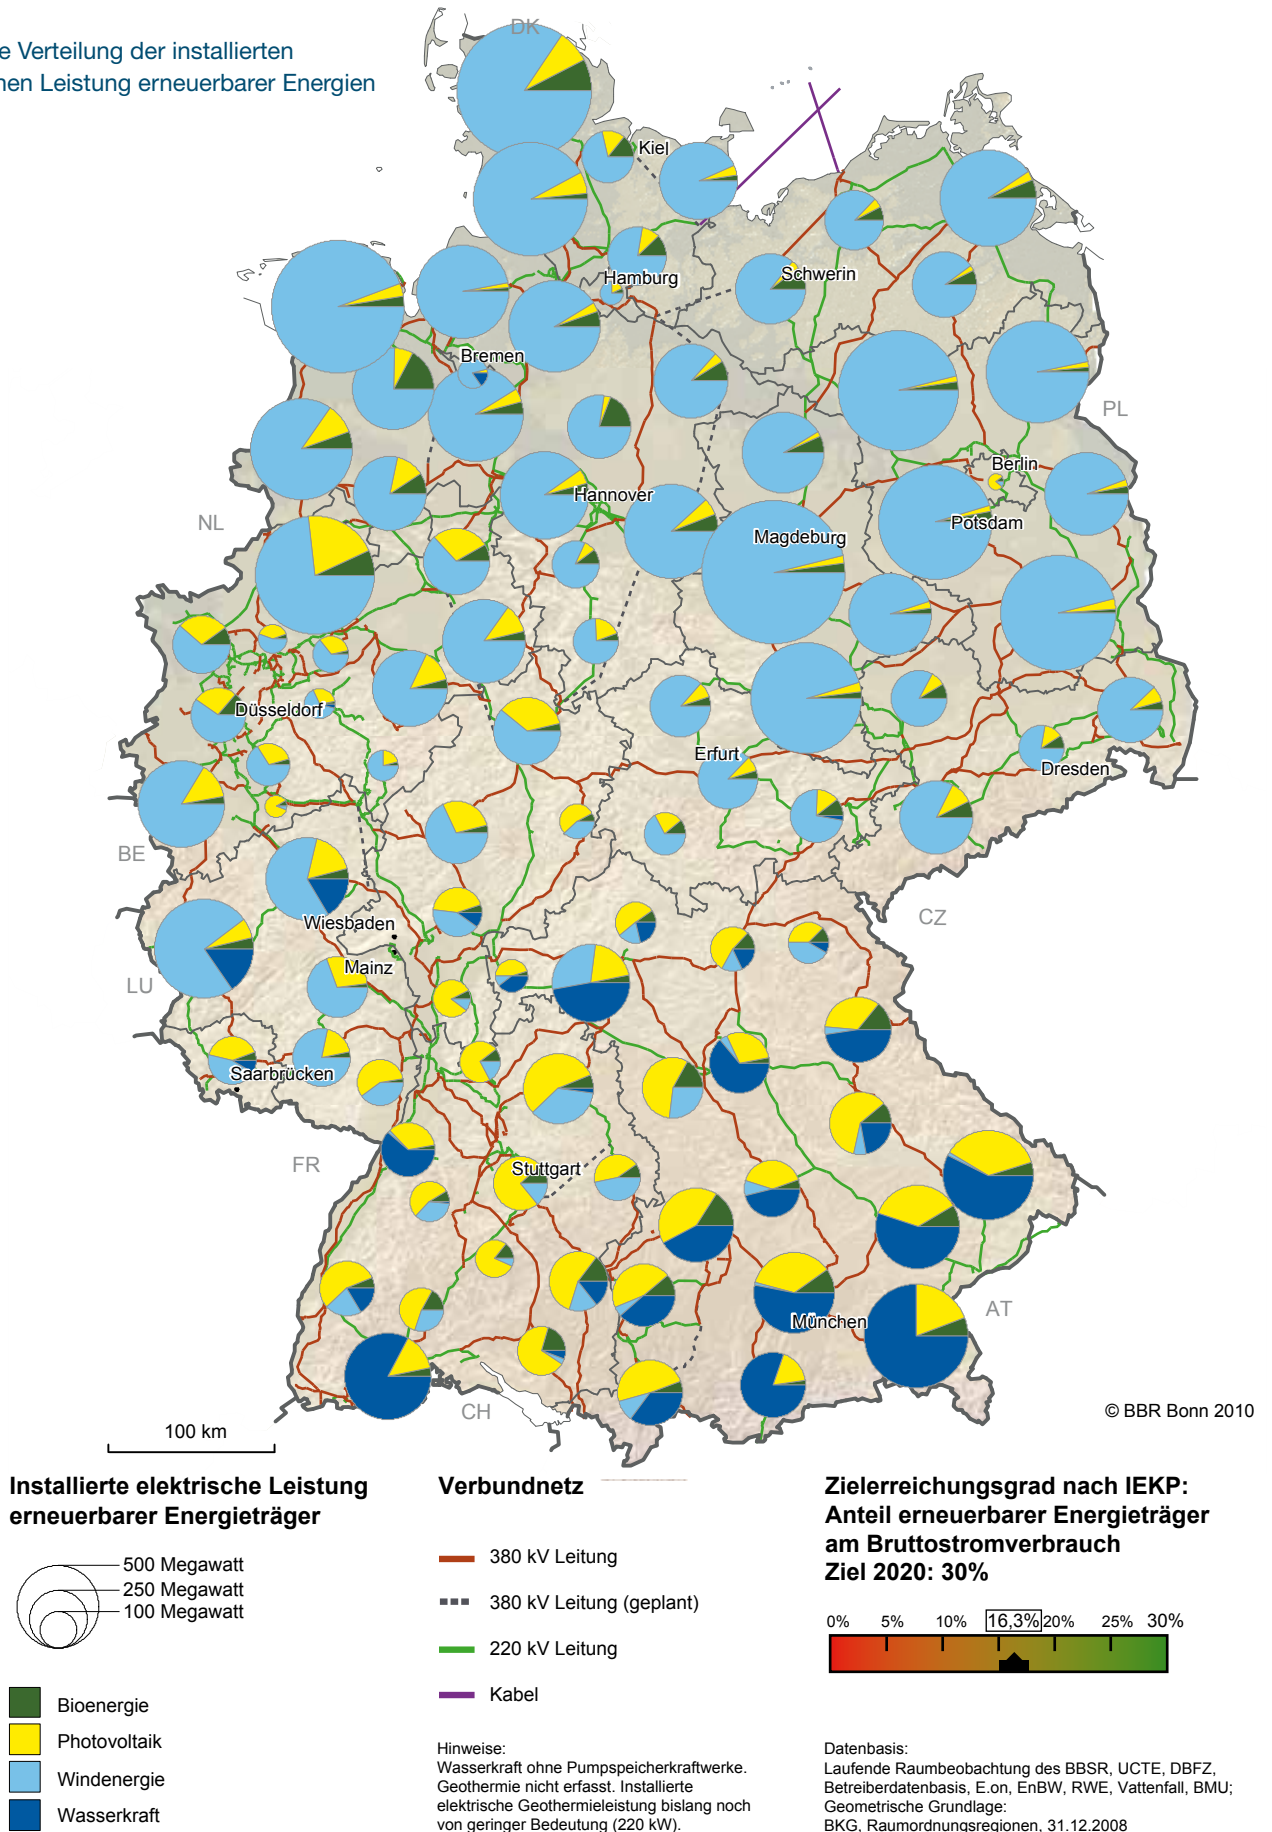 e Verteilung der installierten
hen Leistung erneuerbarer Energien
DK
Kiel
Hamburg
Schwerin
Bremen
PL
Berlin
Hannover
NL
Potsdam
Magdeburg
Düsseldorf
Erfurt
Dresden
BE
CZ
Wiesbaden
Mainz
LU
Saarbrücken
FR
Stuttgart
AT
München
CH
© BBR Bonn 2010
100 km
Installierte elektrische Leistung
erneuerbarer Energieträger
500 Megawatt
250 Megawatt
100 Megawatt
Bioenergie
Photovoltaik
Windenergie
Wasserkraft
Verbundnetz
380 kV Leitung
380 kV Leitung (geplant)
220 kV Leitung
Kabel
Hinweise:
Wasserkraft ohne Pumpspeicherkraftwerke.
Geothermie nicht erfasst. Installierte
elektrische Geothermieleistung bislang noch
von geringer Bedeutung (220 kW).
Zielerreichungsgrad nach IEKP:
Anteil erneuerbarer Energieträger
am Bruttostromverbrauch
Ziel 2020: 30%
0% 5% 10% 16,3% 20% 25% 30%
Datenbasis:
Laufende Raumbeobachtung des BBSR, UCTE, DBFZ,
Betreiberdatenbasis, E.on, EnBW, RWE, Vattenfall, BMU;
Geometrische Grundlage:
BKG, Raumordnungsregionen, 31.12.2008